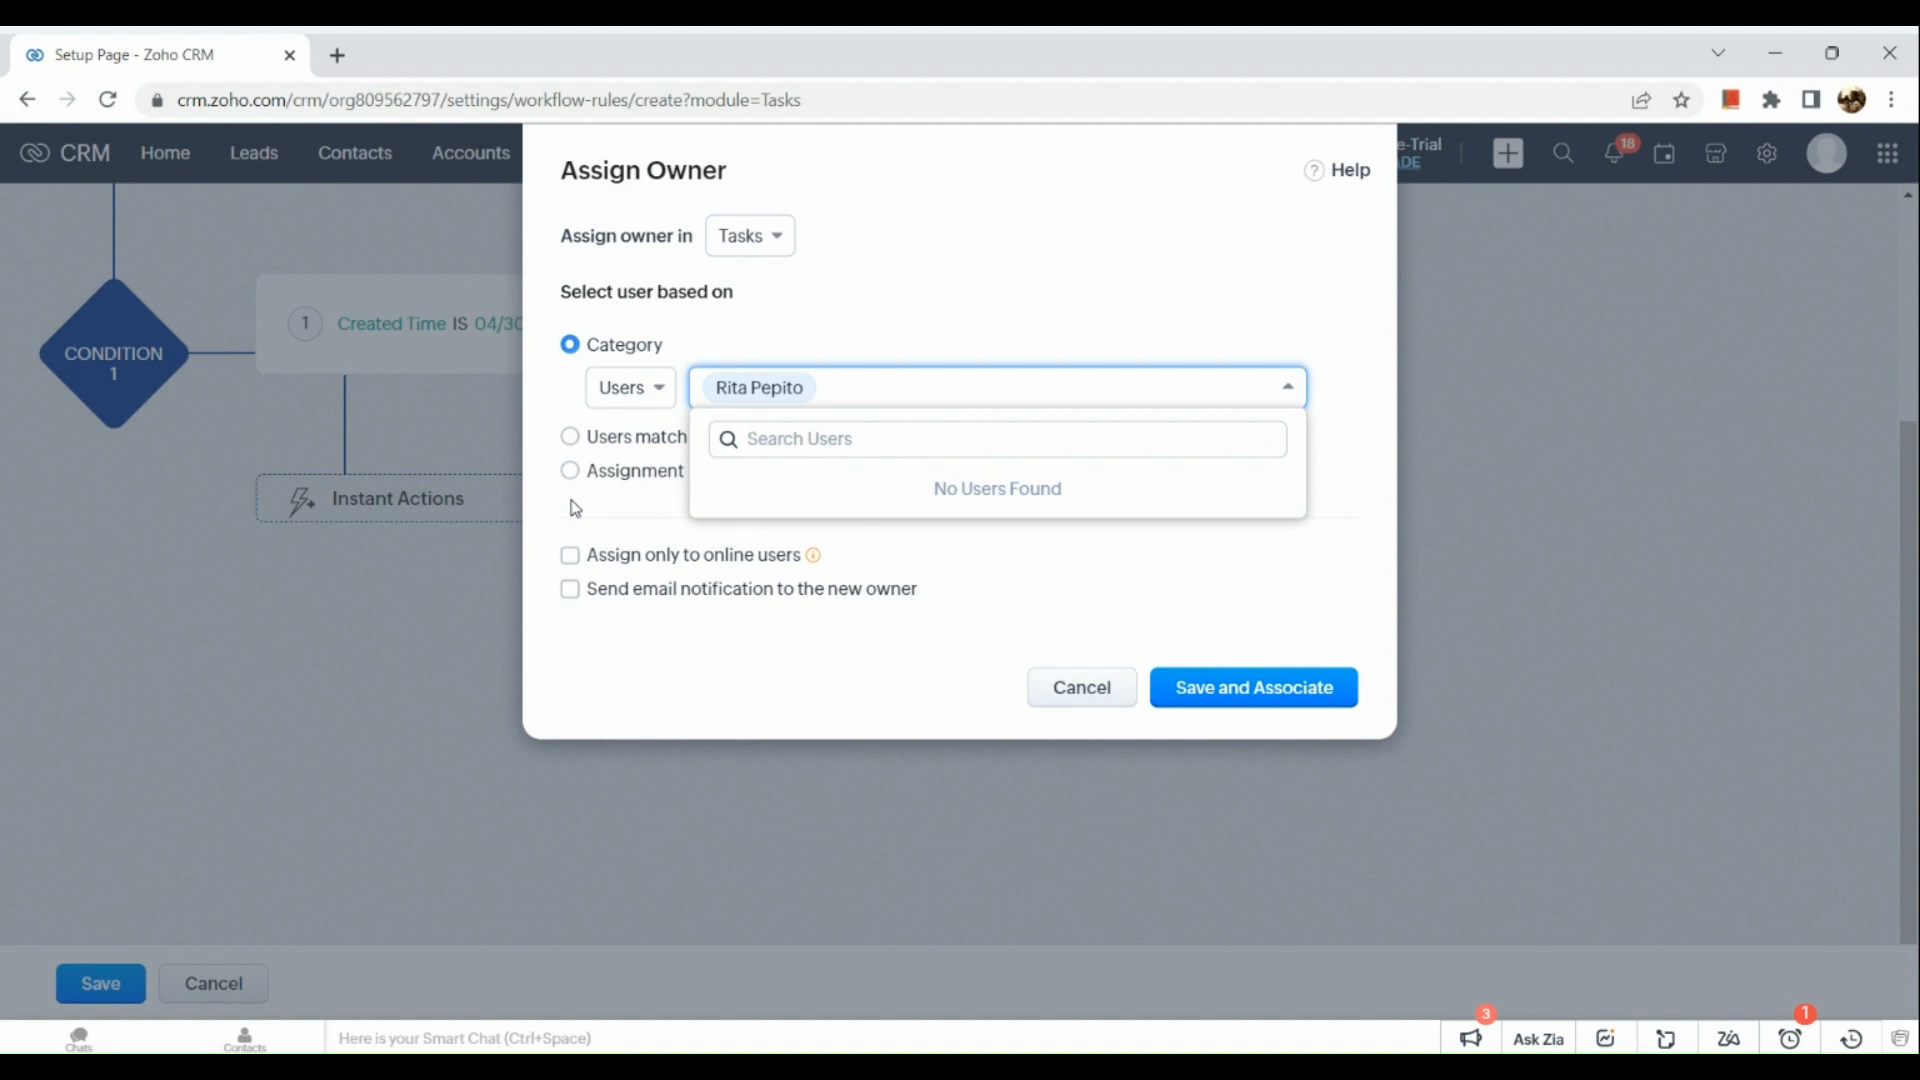 Setup Page - Zoho CRM
crm.zoho.com/crm/org809562797/settings/workflow-rules/create?module=Tasks
CRM Home Leads Contacts Accounts
e-Trial
DE
18
Assign Owner
Help
Assign owner in Tasks
Select user based on
Category
Users Rita Pepito
Users match
Search Users
Assignment
No Users Found
Assign only to online users
Send email notification to the new owner
Cancel Save and Associate
CONDITION
1
1 Created Time IS 04/30
Instant Actions
Save Cancel
Chats
Contacts
Here is your Smart Chat (Ctrl+Space)
3
Ask Zia
1